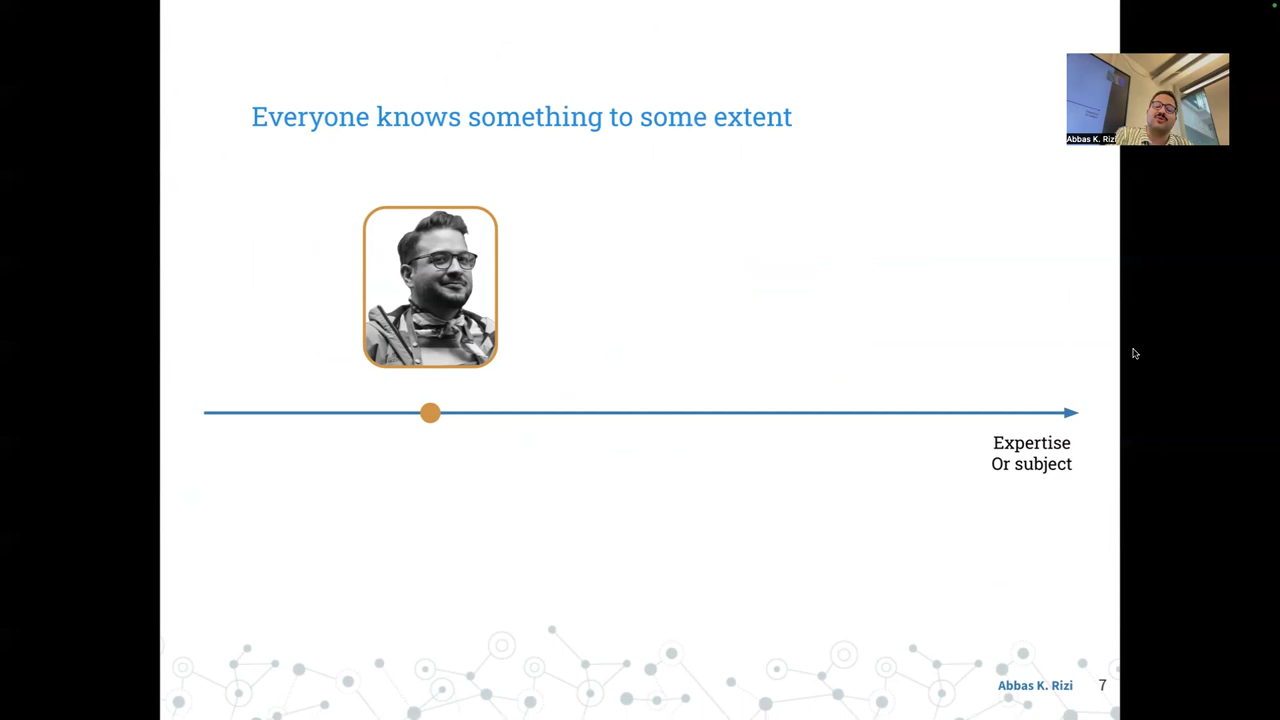 Everyone knows something to some extent
Abbas K. Rizi
Expertise
Or subject
Abbas K. Rizi 7